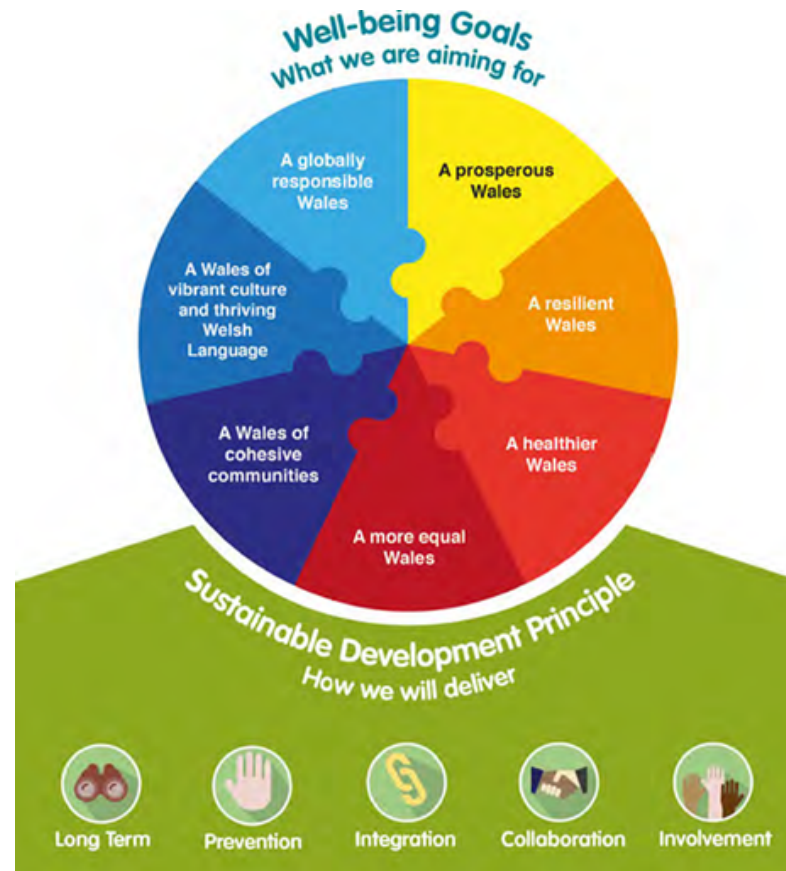 Well-being Goals
What we are aiming for
A globally
responsible
Wales
A prosperous
Wales
A resilient
Wales
A healthier
Wales
A more equal
Wales
A Wales of
cohesive
communities
A Wales of
vibrant culture
and thriving
Welsh
Language
Sustainable Development Principle
How we will deliver
Long Term
Prevention
Integration
Collaboration
Involvement